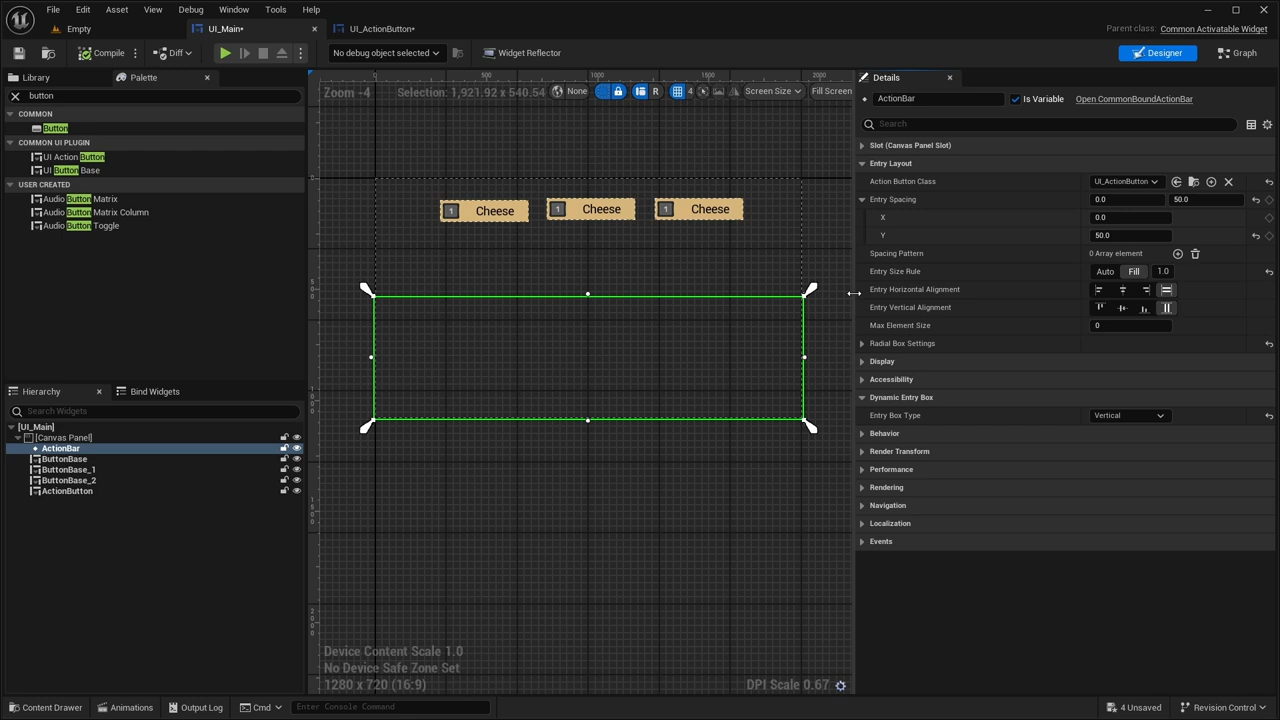 File Edit Asset View Debug Window Tools Help
Empty UI_Main* UI_ActionButton* Parent class: Common Activatable Widget
Compile Diff No debug object selected Widget Reflector Designer Graph
Library Palette
button
COMMON
Button
COMMON UI PLUGIN
UI Action Button
UI Button Base
USER CREATED
Audio Button Matrix
Audio Button Matrix Column
Audio Button Toggle
Hierarchy Bind Widgets
Search Widgets
[UI_Main]
[Canvas Panel]
ActionBar
ButtonBase
ButtonBase_1
ButtonBase_2
ActionButton
0 500 1000 1500 2000
Zoom -4 Selection: 1,921.92 x 540.54 None R 4 Screen Size Fill Screen
0
1 Cheese 1 Cheese 1 Cheese
500
1000
1500
2000
Device Content Scale 1.0
No Device Safe Zone Set
1280 x 720 (16:9) DPI Scale 0.67
Details
ActionBar Is Variable Open CommonBoundActionBar
Search
Slot (Canvas Panel Slot)
Entry Layout
Action Button Class UI_ActionButton
Entry Spacing 0.0 50.0
X 0.0
Y 50.0
Spacing Pattern 0 Array element
Entry Size Rule Auto Fill 1.0
Entry Horizontal Alignment
Entry Vertical Alignment
Max Element Size 0
Radial Box Settings
Display
Accessibility
Dynamic Entry Box
Entry Box Type Vertical
Behavior
Render Transform
Performance
Rendering
Navigation
Localization
Events
Content Drawer Animations Output Log Cmd Enter Console Command 4 Unsaved Revision Control